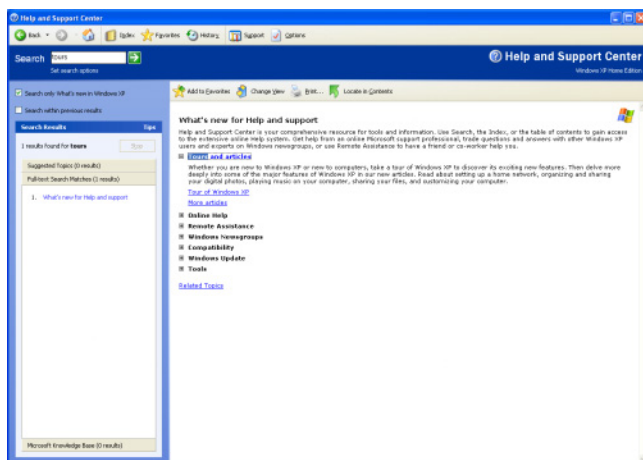 Help and Support Center
Back Index Favorites History Support Options
Search tours
Set search options
Help and Support Center
Windows XP Home Edition
Search only What's new in Windows XP
Search within previous results
Search Results Tips
1 results found for tours
Suggested Topics (0 results)
Full-text Search Matches (1 results)
1. What's new for Help and support
Microsoft Knowledge Base (0 results)
Add to Favorites Change View Print... Locate in Contents
What's new for Help and support
Help and Support Center is your comprehensive resource for tools and information. Use Search, the Index, or the table of contents to gain access
to the extensive online Help system. Get help from an online Microsoft support professional, trade questions and answers with other Windows XP
users and experts on Windows newsgroups, or use Remote Assistance to have a friend or co-worker help you.
Tours and articles
Whether you are new to Windows XP or new to computers, take a tour of Windows XP to discover its exciting new features. Then delve more
deeply into some of the major features of Windows XP in our new articles. Read about setting up a home network, organizing and sharing
your digital photos, playing music on your computer, sharing your files, and customizing your computer.
Tour of Windows XP
More articles
Online Help
Remote Assistance
Windows Newsgroups
Compatibility
Windows Update
Tools
Related Topics